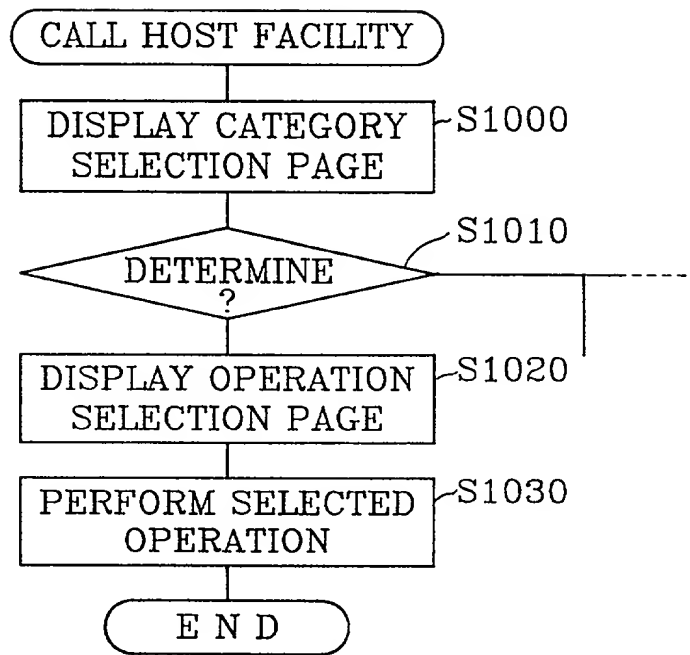 CALL HOST FACILITY
DISPLAY CATEGORY
SELECTION PAGE
S1000
DETERMINE
?
S1010
DISPLAY OPERATION
SELECTION PAGE
S1020
PERFORM SELECTED
OPERATION
S1030
END